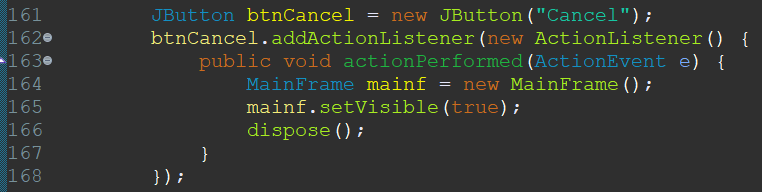 161 JButton btnCancel = new JButton("Cancel");
162 btnCancel.addActionListener(new ActionListener() {
163 public void actionPerformed(ActionEvent e) {
164 MainFrame mainf = new MainFrame();
165 mainf.setVisible(true);
166 dispose();
167 }
168 });